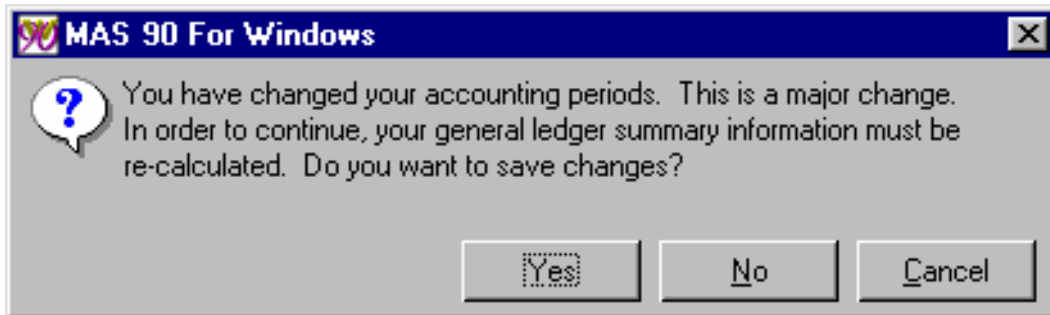 MAS 90 For Windows
You have changed your accounting periods.  This is a major change.
In order to continue, your general ledger summary information must be
re-calculated.  Do you want to save changes?
Yes No Cancel